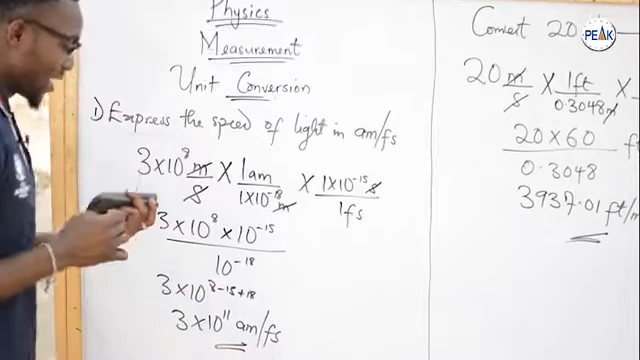 Physics
Measurement
Unit Conversion
1) Express the speed of light in am/fs
3×10⁸ m/s × 1am/1×10⁻¹⁸ m × 1×10⁻¹⁵ s/1fs
3×10⁸ × 10⁻¹⁵
10⁻¹⁸
3×10⁸⁻¹⁵⁺¹⁸
3×10¹¹ am/fs
Convert 20
PEAK
20 m/s × 1ft/0.3048m ×
20×60 ft
0.3048
3937.01 ft/m